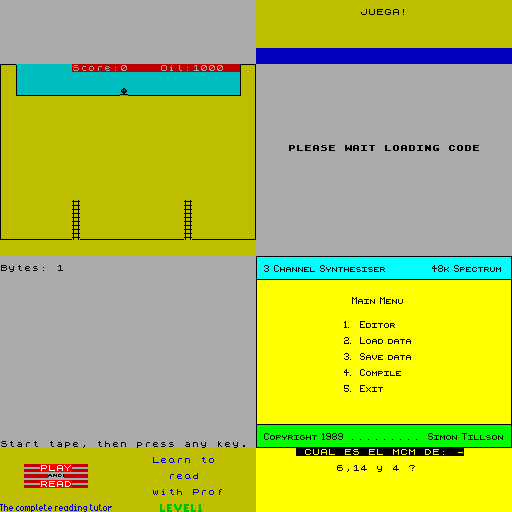 JUEGA!
Score:0 Oil:1000
PLEASE WAIT LOADING CODE
Bytes: 1
Start tape, then press any key.
3 Channel Synthesiser 48k Spectrum
Main Menu
1. Editor
2. Load data
3. Save data
4. Compile
5. Exit
Copyright 1989 . . . . . . . . . Simon Tillson
PLAY
AND
READ
The complete reading tutor
Learn to
read
with Prof
LEVEL1
CUAL ES EL MCM DE: -
6,14 y 4 ?